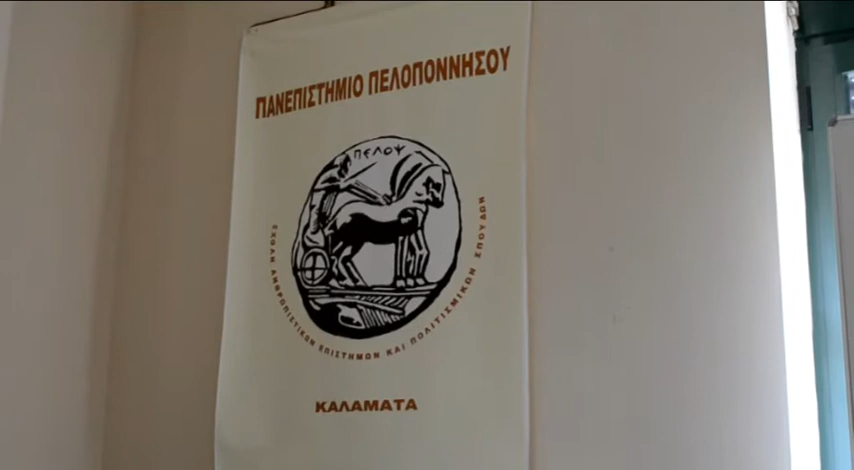 ΠΑΝΕΠΙΣΤΗΜΙΟ ΠΕΛΟΠΟΝΝΗΣΟΥ
ΠΕΛΟΨ
ΣΧΟΛΗ ΑΝΘΡΩΠΙΣΤΙΚΩΝ ΕΠΙΣΤΗΜΩΝ ΚΑΙ ΠΟΛΙΤΙΣΜΙΚΩΝ ΣΠΟΥΔΩΝ
ΚΑΛΑΜΑΤΑ